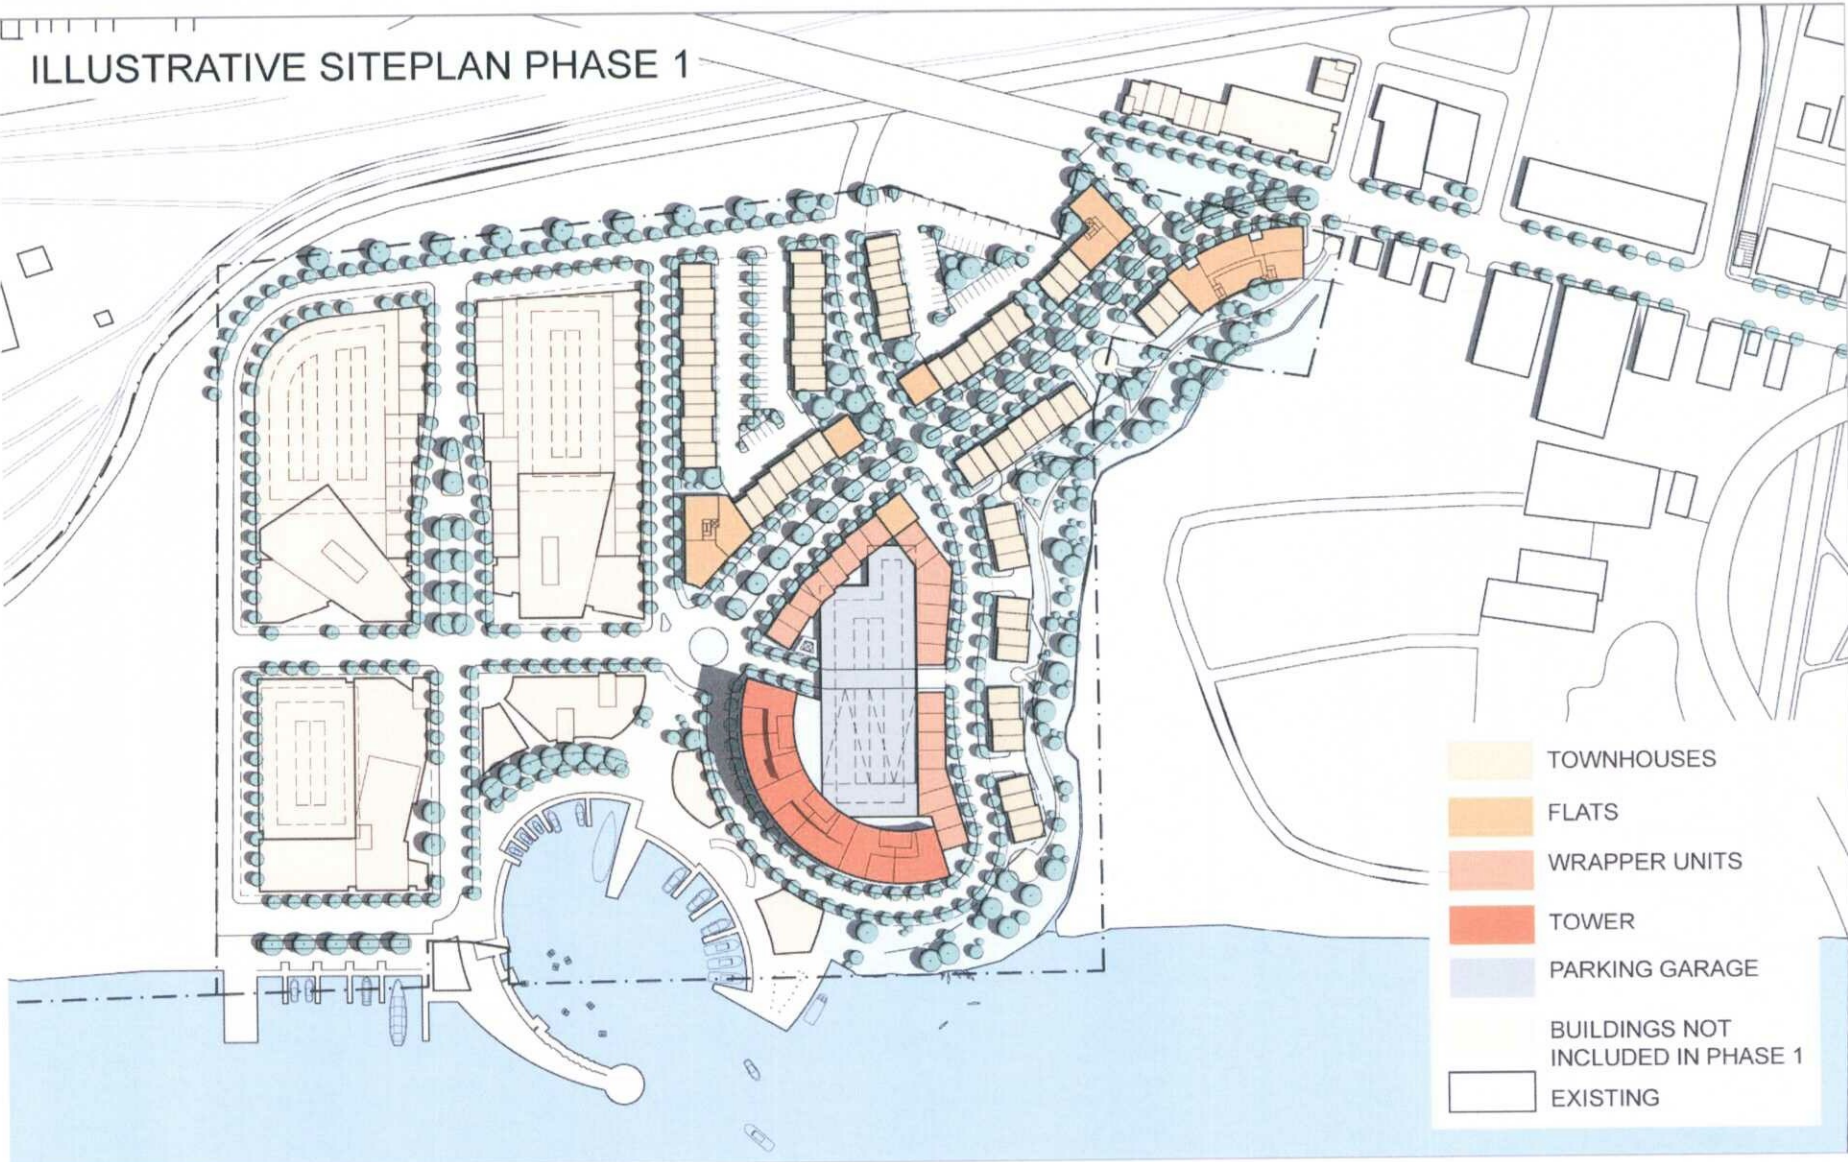 ILLUSTRATIVE SITEPLAN PHASE 1
TOWNHOUSES
FLATS
WRAPPER UNITS
TOWER
PARKING GARAGE
BUILDINGS NOT
INCLUDED IN PHASE 1
EXISTING